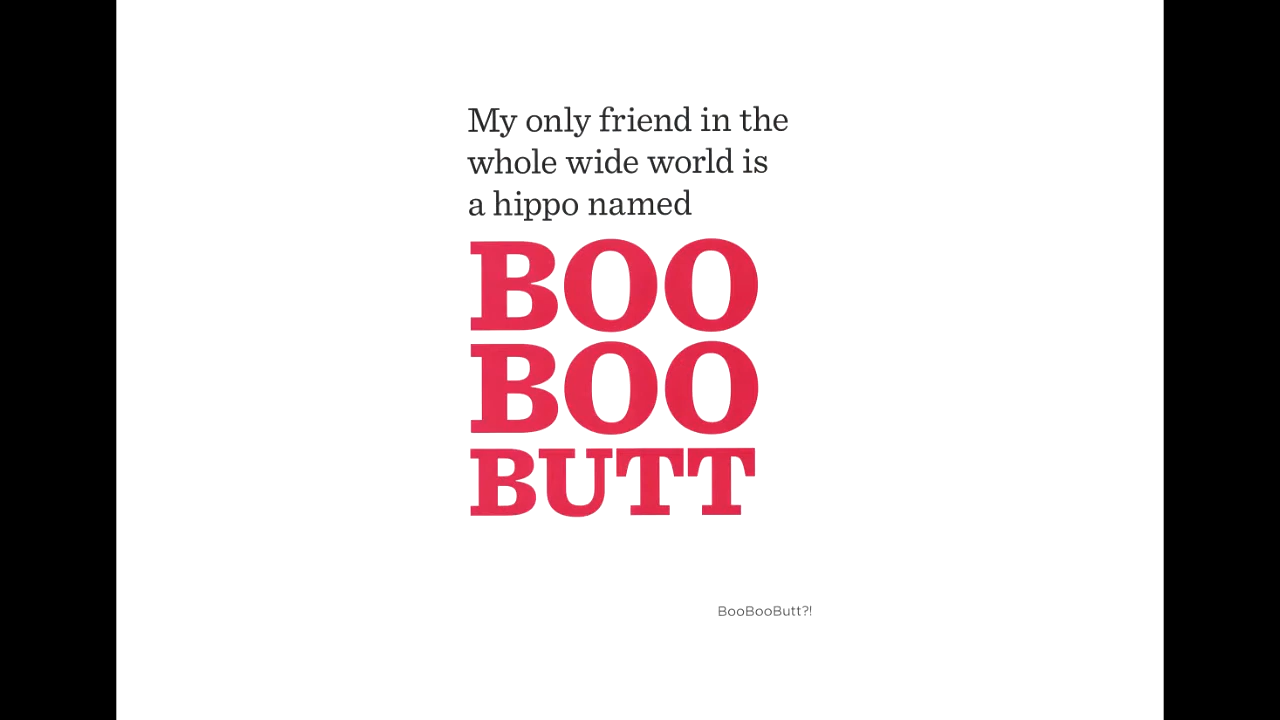 My only friend in the
whole wide world is
a hippo named
BOO
BOO
BUTT
BooBooButt?!